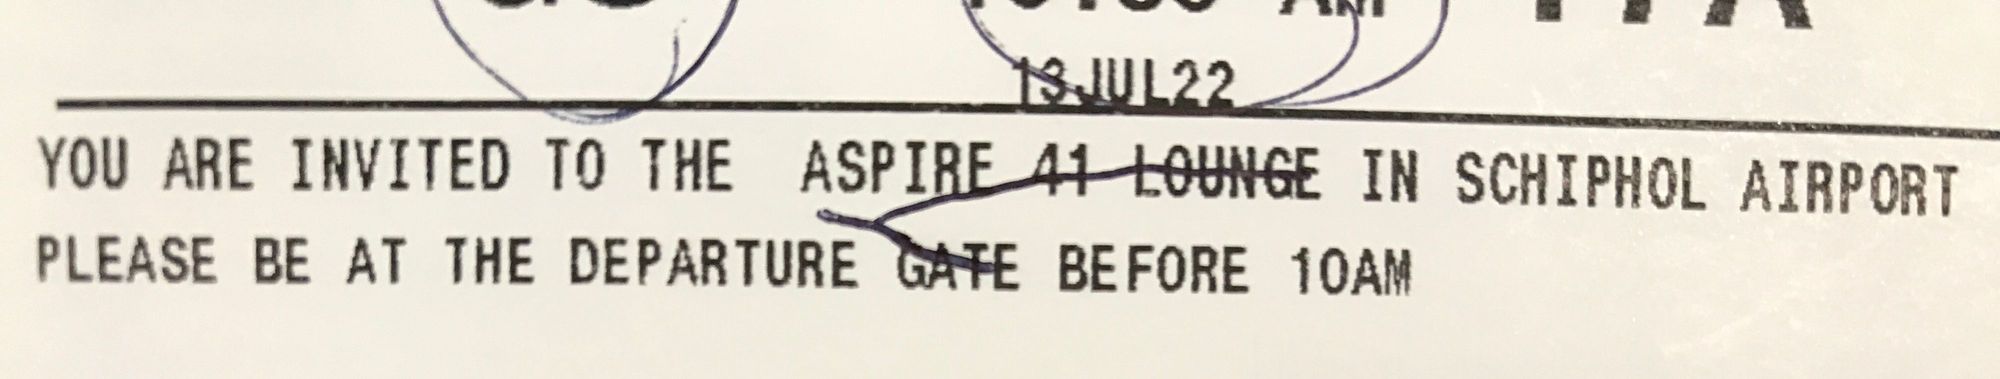 13JUL22
YOU ARE INVITED TO THE ASPIRE 41 LOUNGE IN SCHIPHOL AIRPORT
PLEASE BE AT THE DEPARTURE GATE BEFORE 10AM